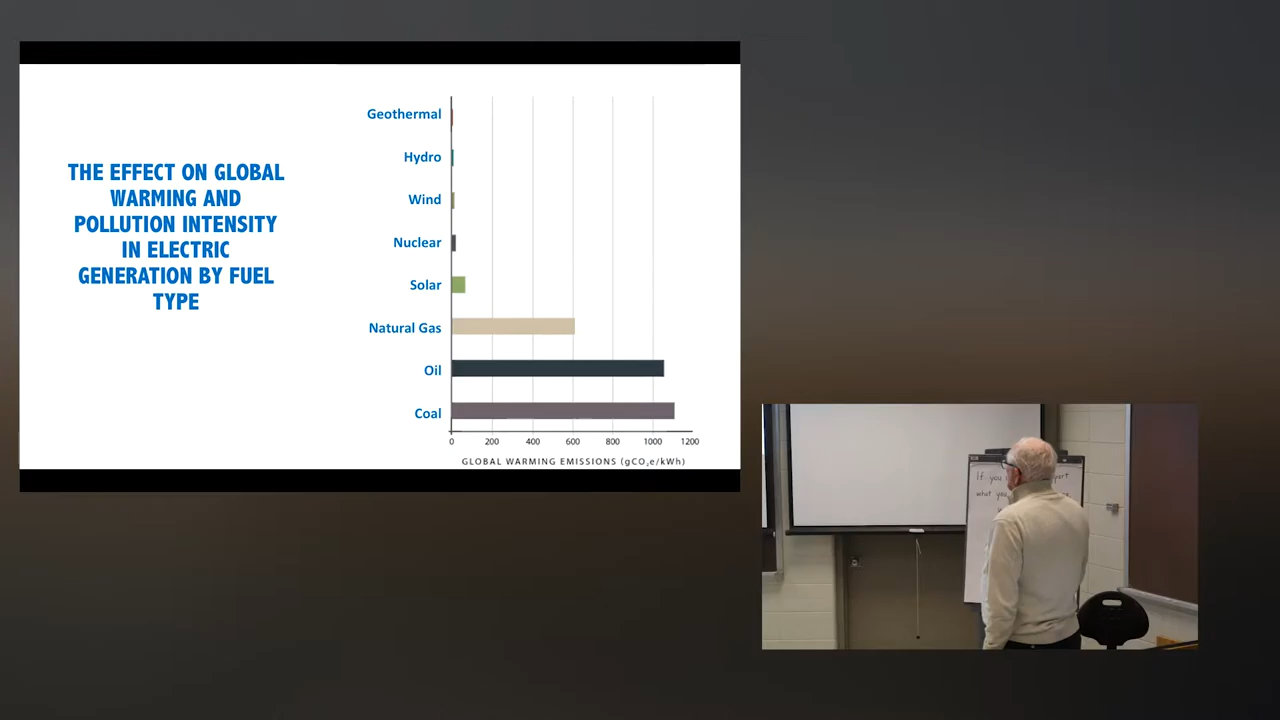 THE EFFECT ON GLOBAL
WARMING AND
POLLUTION INTENSITY
IN ELECTRIC
GENERATION BY FUEL
TYPE
Geothermal
Hydro
Wind
Nuclear
Solar
Natural Gas
Oil
Coal
0 200 400 600 800 1000 1200
GLOBAL WARMING EMISSIONS (gCO₂e/kWh)
If you
what you